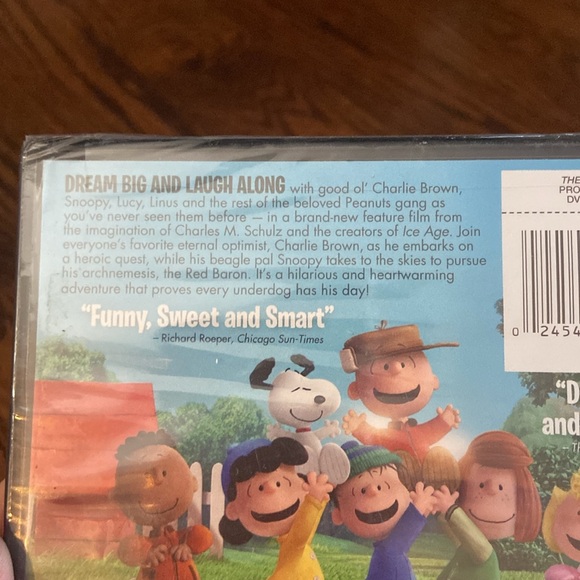 DREAM BIG AND LAUGH ALONG with good ol' Charlie Brown,
Snoopy, Lucy, Linus and the rest of the beloved Peanuts gang as
you've never seen them before — in a brand-new feature film from
the imagination of Charles M. Schulz and the creators of Ice Age. Join
everyone's favorite eternal optimist, Charlie Brown, as he embarks on
a heroic quest, while his beagle pal Snoopy takes to the skies to pursue
his archnemesis, the Red Baron. It's a hilarious and heartwarming
adventure that proves every underdog has his day!
"Funny, Sweet and Smart"
– Richard Roeper, Chicago Sun-Times
THE
PRO
DV
0 2454
"D
and